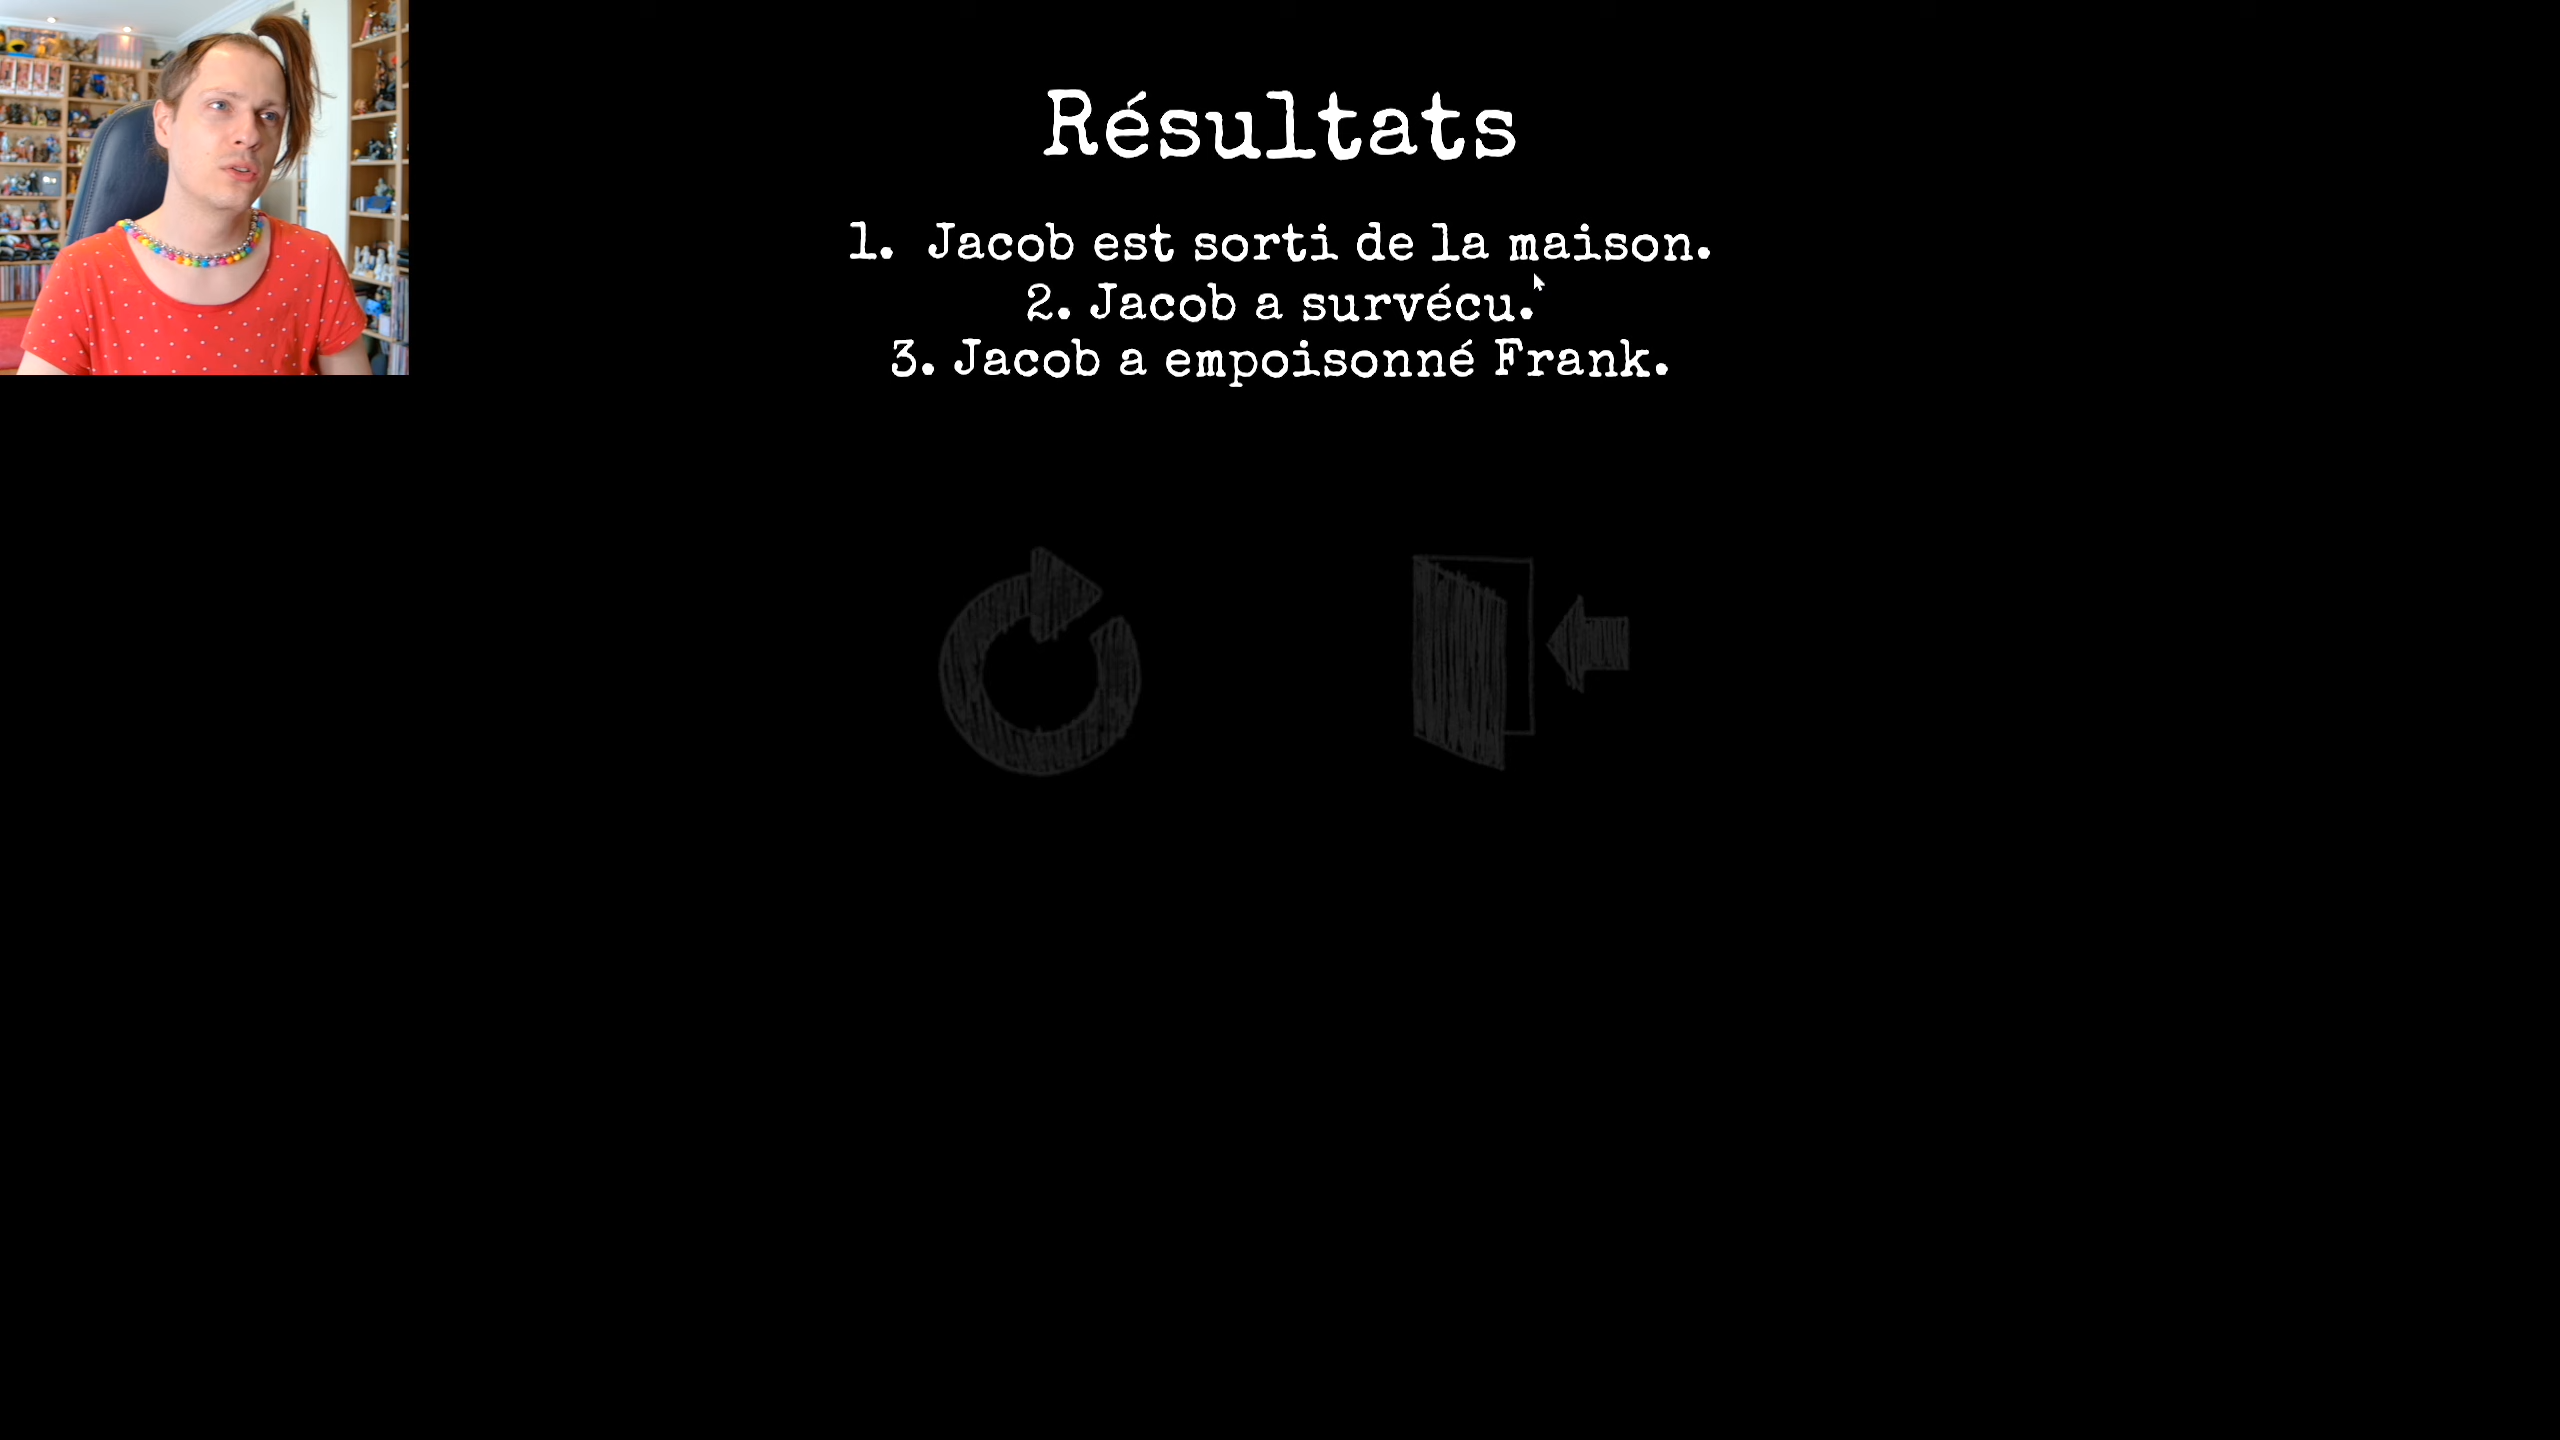 Résultats
1. Jacob est sorti de la maison.
2. Jacob a survécu.
3. Jacob a empoisonné Frank.